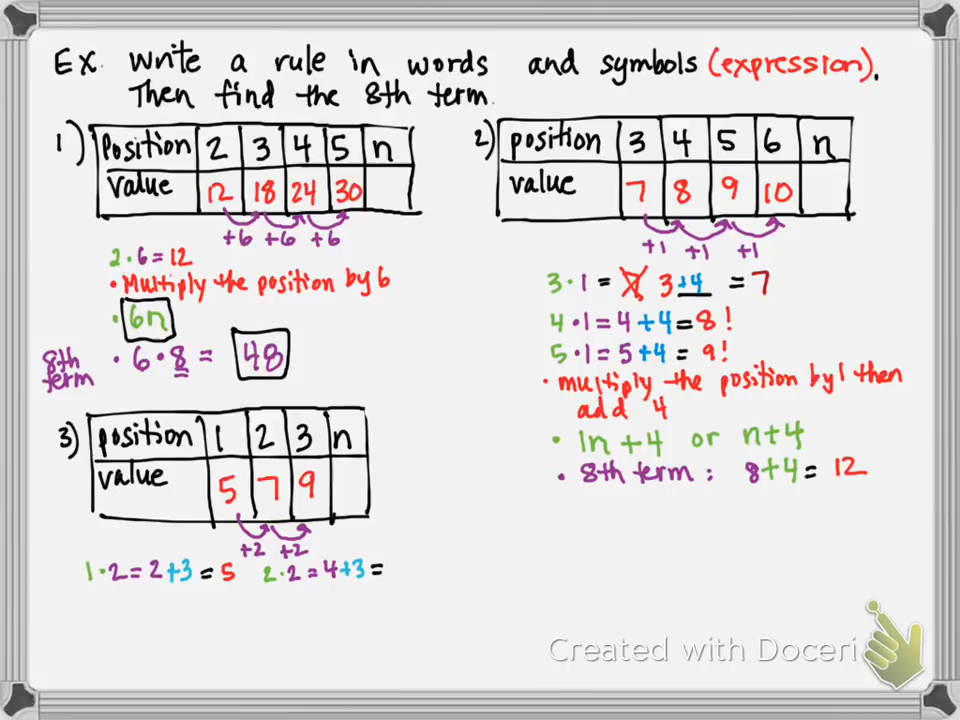 Ex. Write a rule in words and symbols (expression).
Then find the 8th term.
1)
Position 2 3 4 5 n
Value 12 18 24 30
+6 +6 +6
2 · 6 = 12
• Multiply the position by 6
• 6n
8th term • 6 · 8 = 48
2)
position 3 4 5 6 n
value 7 8 9 10
+1 +1 +1
3 · 1 = 3 +4 = 7
4 · 1 = 4 +4 = 8!
5 · 1 = 5 +4 = 9!
• multiply the position by 1 then
add 4
• 1n + 4 or n+4
• 8th term: 8+4 = 12
3)
position 1 2 3 n
value 5 7 9
+2 +2
1 · 2 = 2 +3 = 5 2 · 2 = 4 +3 =
Created with Doceri